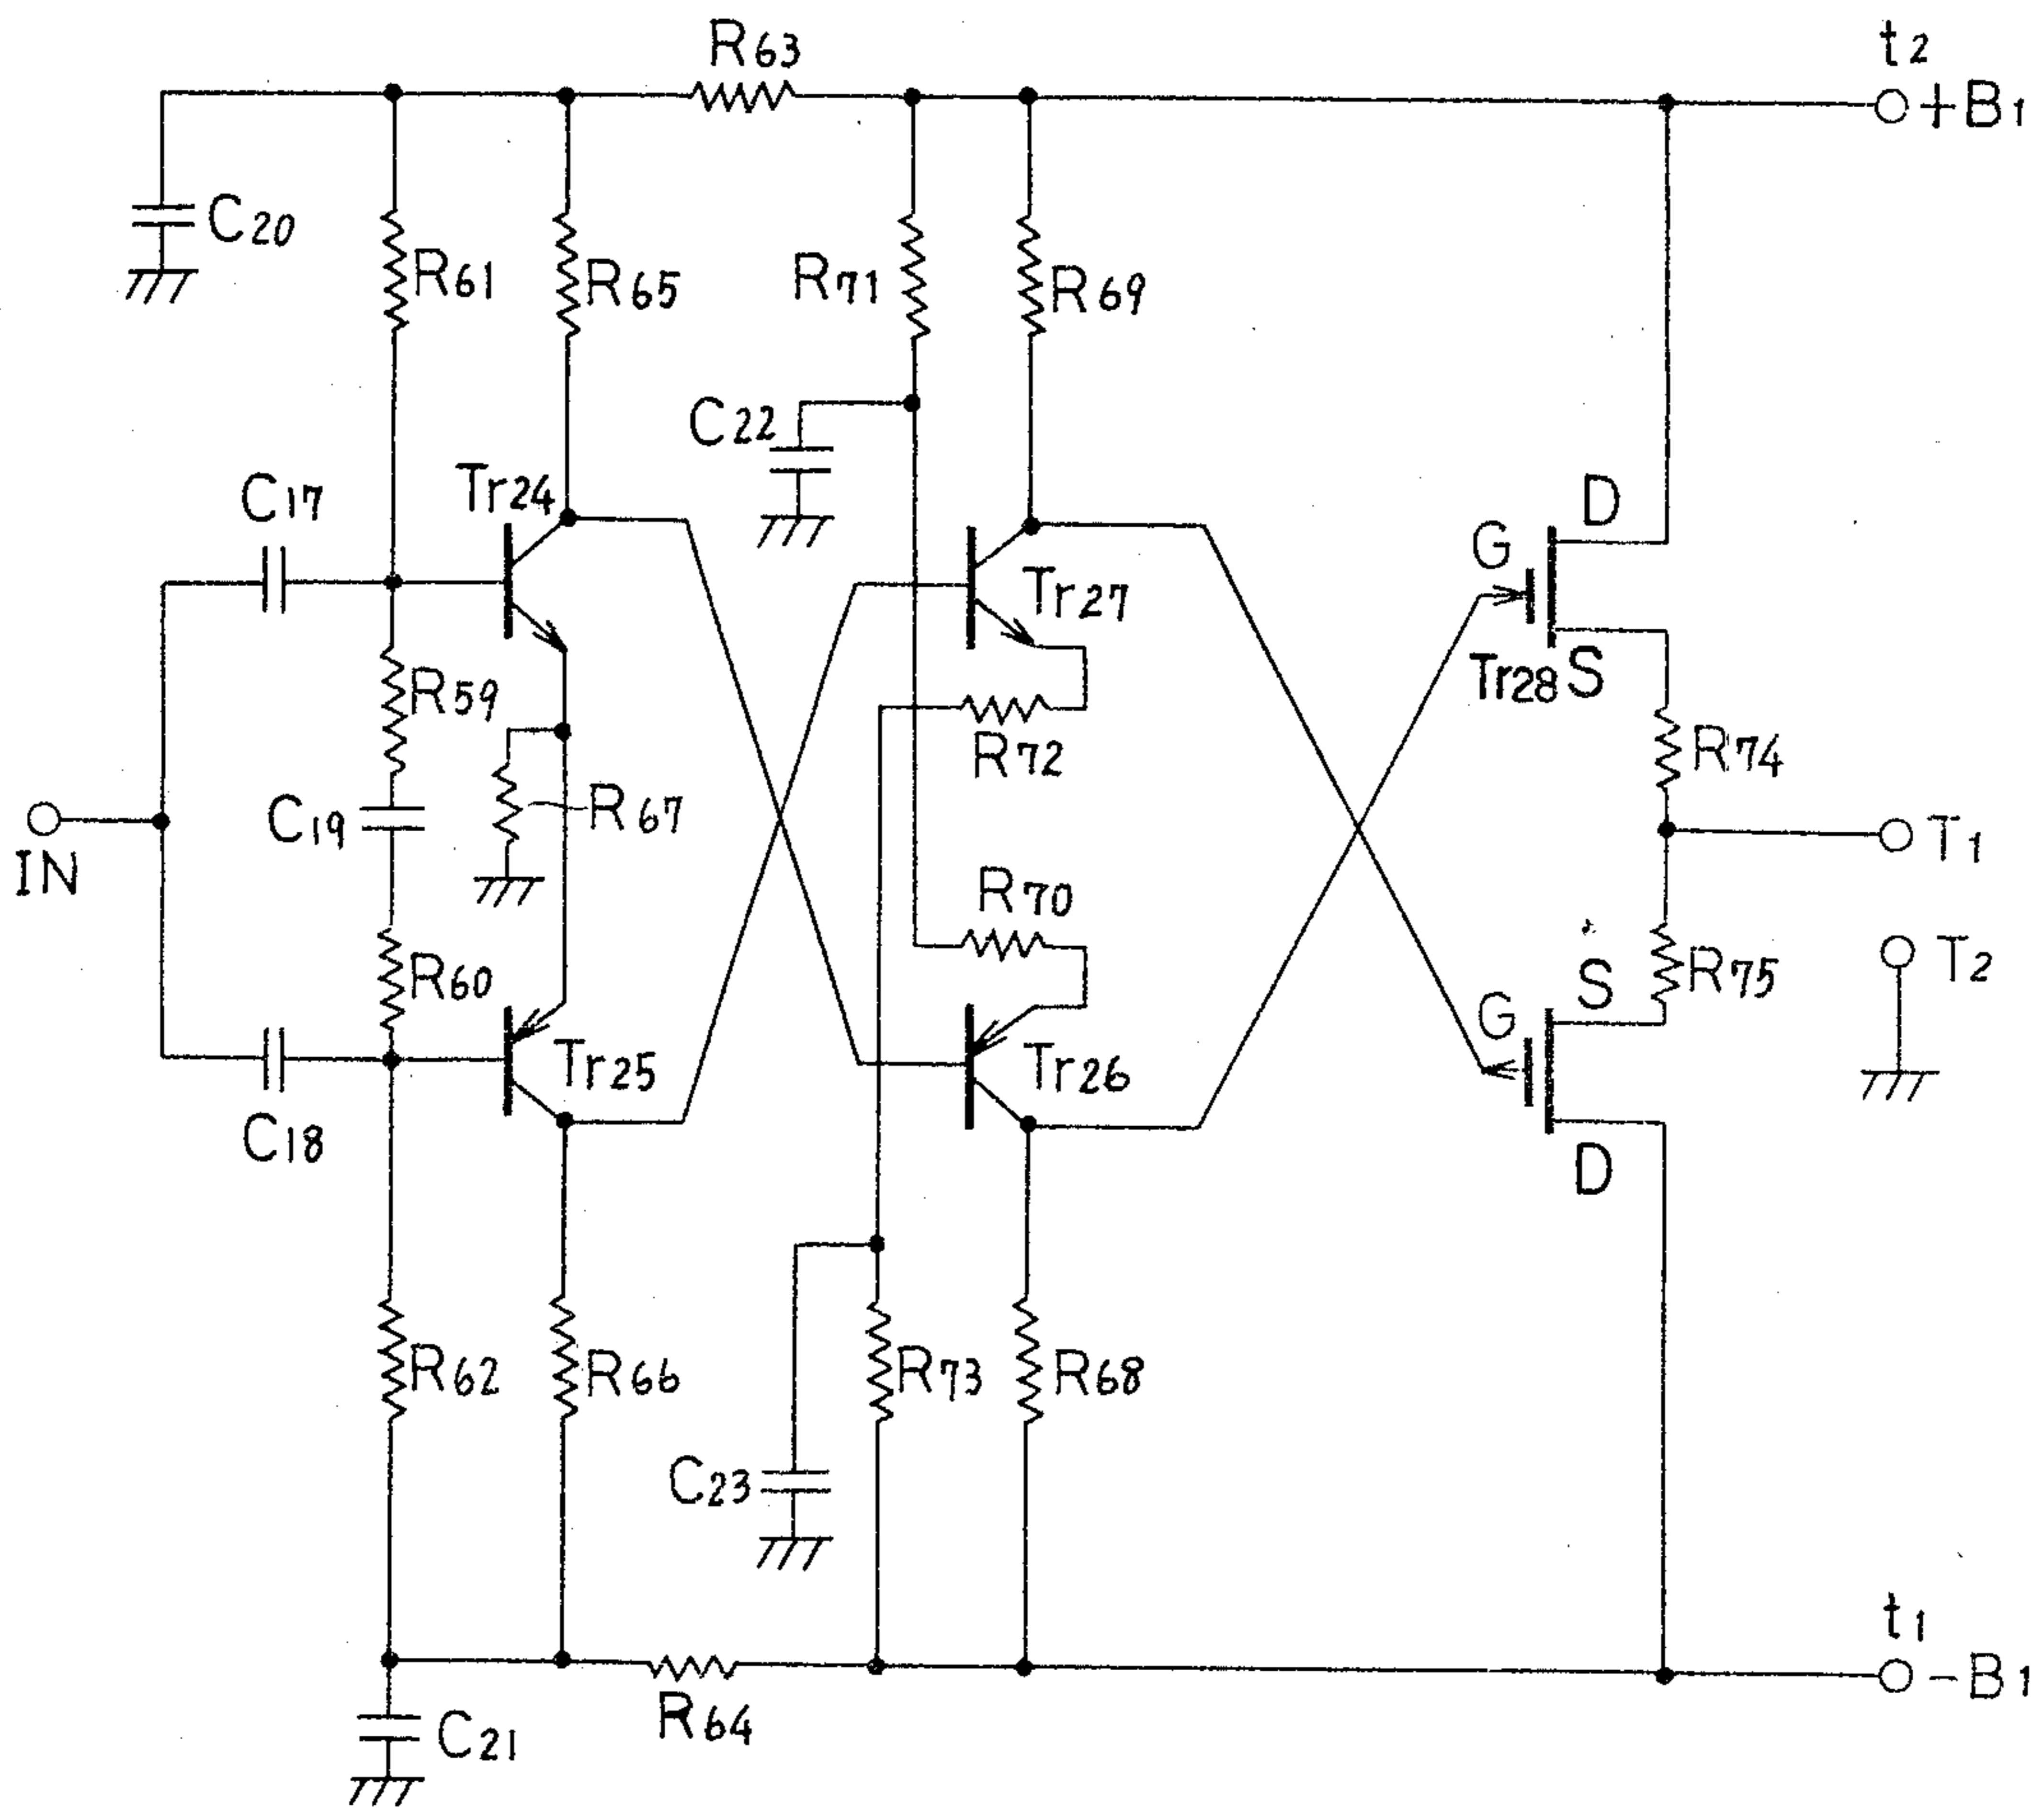 R63
t2
+B1
C20
R61
R65
R71
R69
C22
C17
Tr24
D
G
Tr27
R59
Tr28 S
R72
R74
C19
R67
T1
IN
R70
R60
S
R75
T2
G
Tr25
Tr26
C18
D
R62
R66
R73
R68
C23
t1
-B1
R64
C21